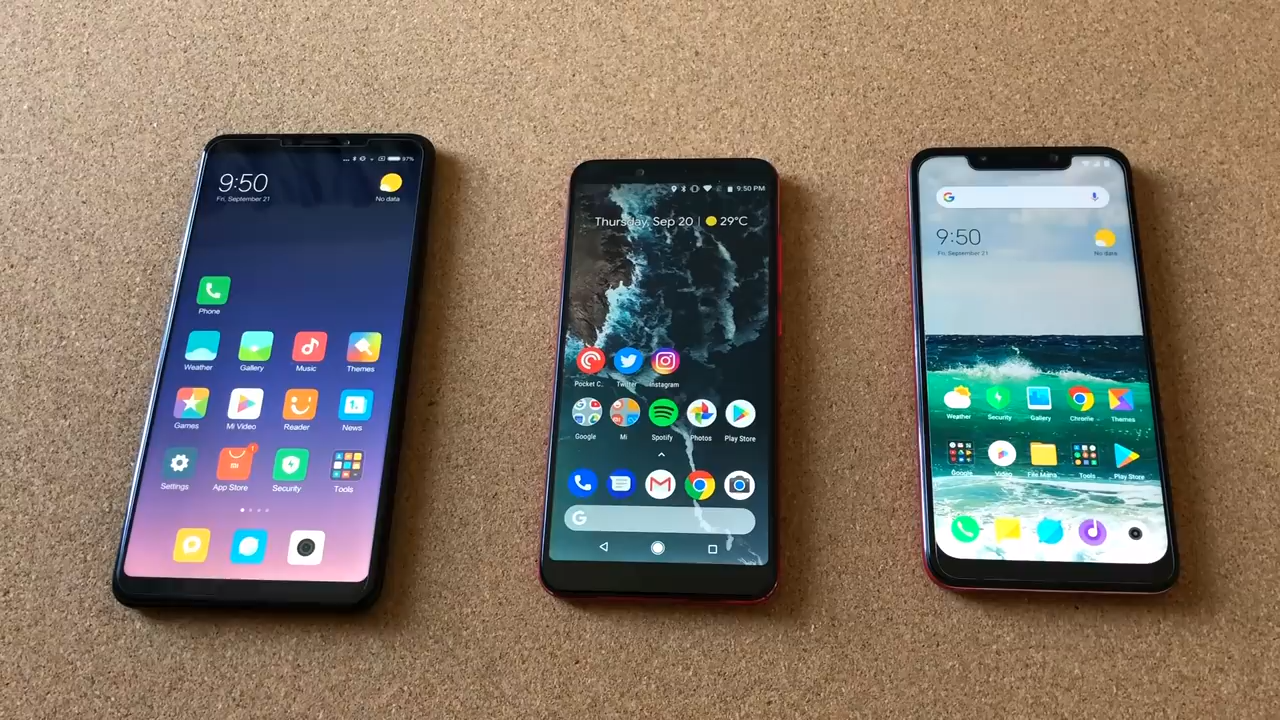 97%
9:50
Fri, September 21
No data
Phone
Weather
Gallery
Music
Themes
Games
Mi Video
Reader
News
Settings
App Store
Security
Tools
9:50 PM
Thursday, Sep 20 | 29°C
Pocket C..
Twitter
Instagram
Google
Mi
Spotify
Photos
Play Store
G
G
9:50
Fri, September 21
No data
Weather
Security
Gallery
Chrome
Themes
Google
Video
File Mana..
Tools
Play Store